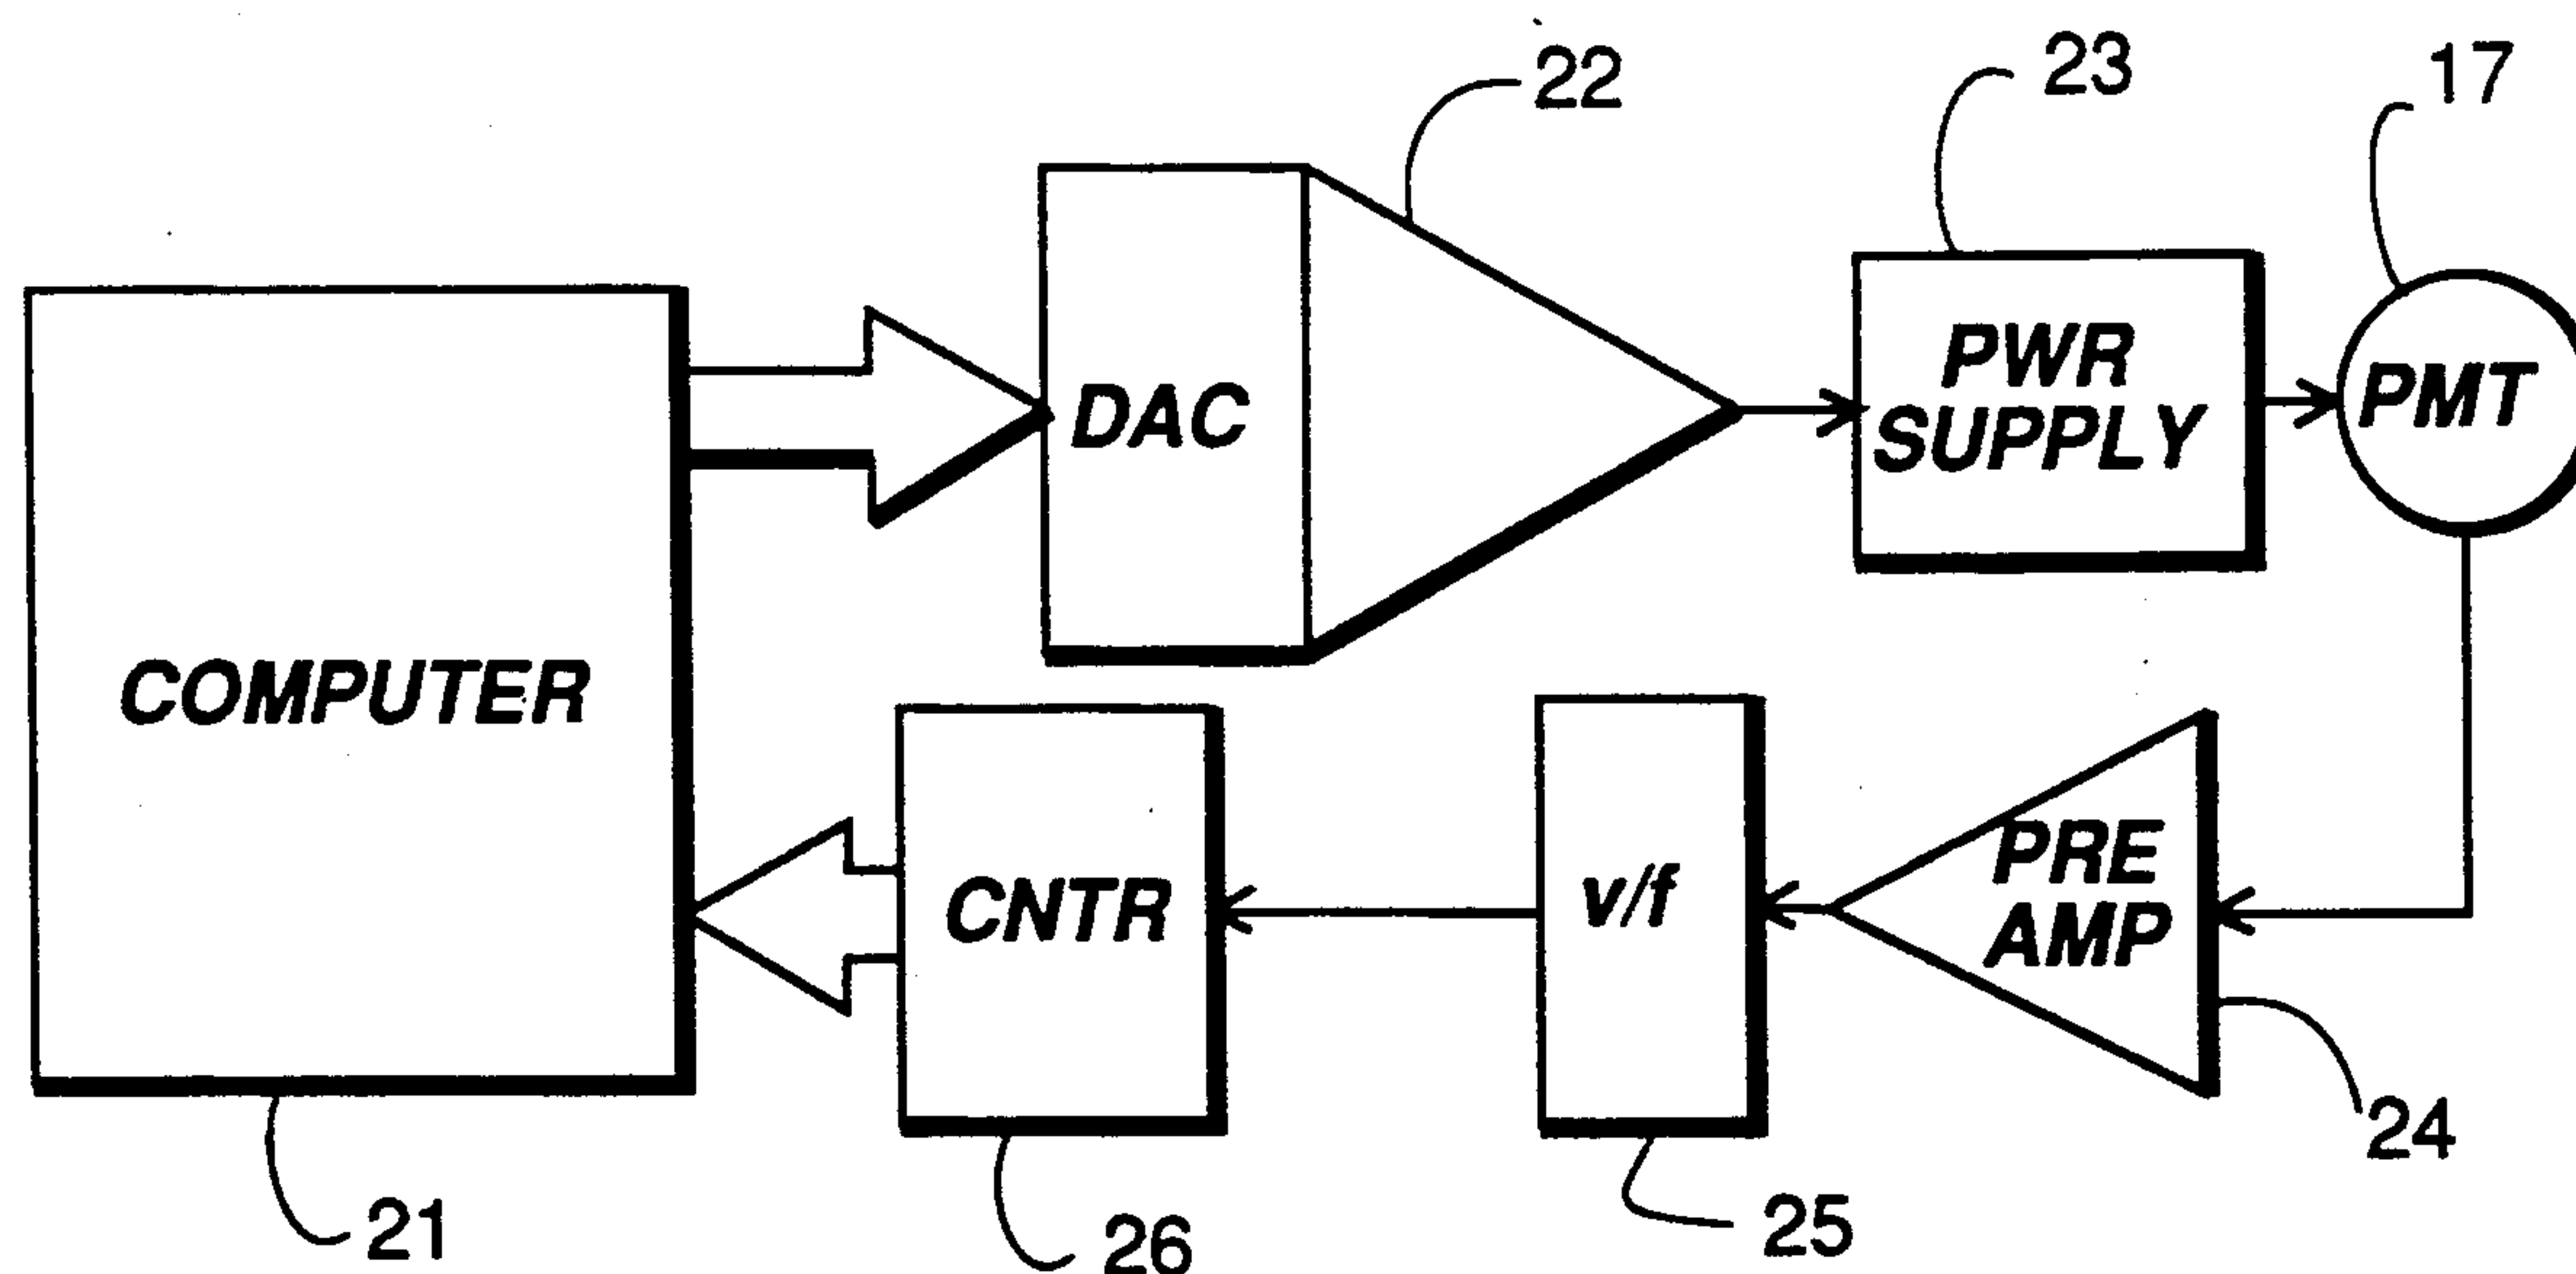 22
23
17
DAC
PWR
SUPPLY
PMT
COMPUTER
CNTR
v/f
PRE
AMP
24
21
26
25